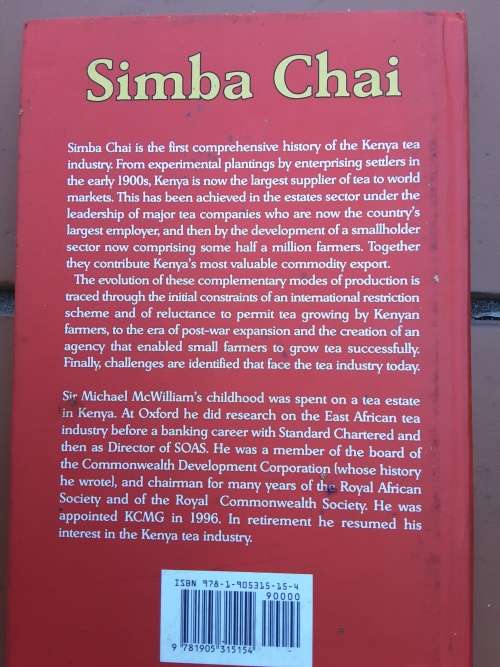 Simba Chai
Simba Chai is the first comprehensive history of the Kenya tea
industry. From experimental plantings by enterprising settlers in
the early 1900s, Kenya is now the largest supplier of tea to world
markets. This has been achieved in the estates sector under the
leadership of major tea companies who are now the country's
largest employer, and then by the development of a smallholder
sector now comprising some half a million farmers. Together
they contribute Kenya's most valuable commodity export.
The evolution of these complementary modes of production is
traced through the initial constraints of an international restriction
scheme and of reluctance to permit tea growing by Kenyan
farmers, to the era of post-war expansion and the creation of an
agency that enabled small farmers to grow tea successfully.
Finally, challenges are identified that face the tea industry today.
Sir Michael McWilliam's childhood was spent on a tea estate
in Kenya. At Oxford he did research on the East African tea
industry before a banking career with Standard Chartered and
then as Director of SOAS. He was a member of the board of
the Commonwealth Development Corporation (whose history
he wrote), and chairman for many years of the Royal African
Society and of the Royal Commonwealth Society. He was
appointed KCMG in 1996. In retirement he resumed his
interest in the Kenya tea industry.
ISBN 978-1-905315-15-4
90000
9 781905 315154